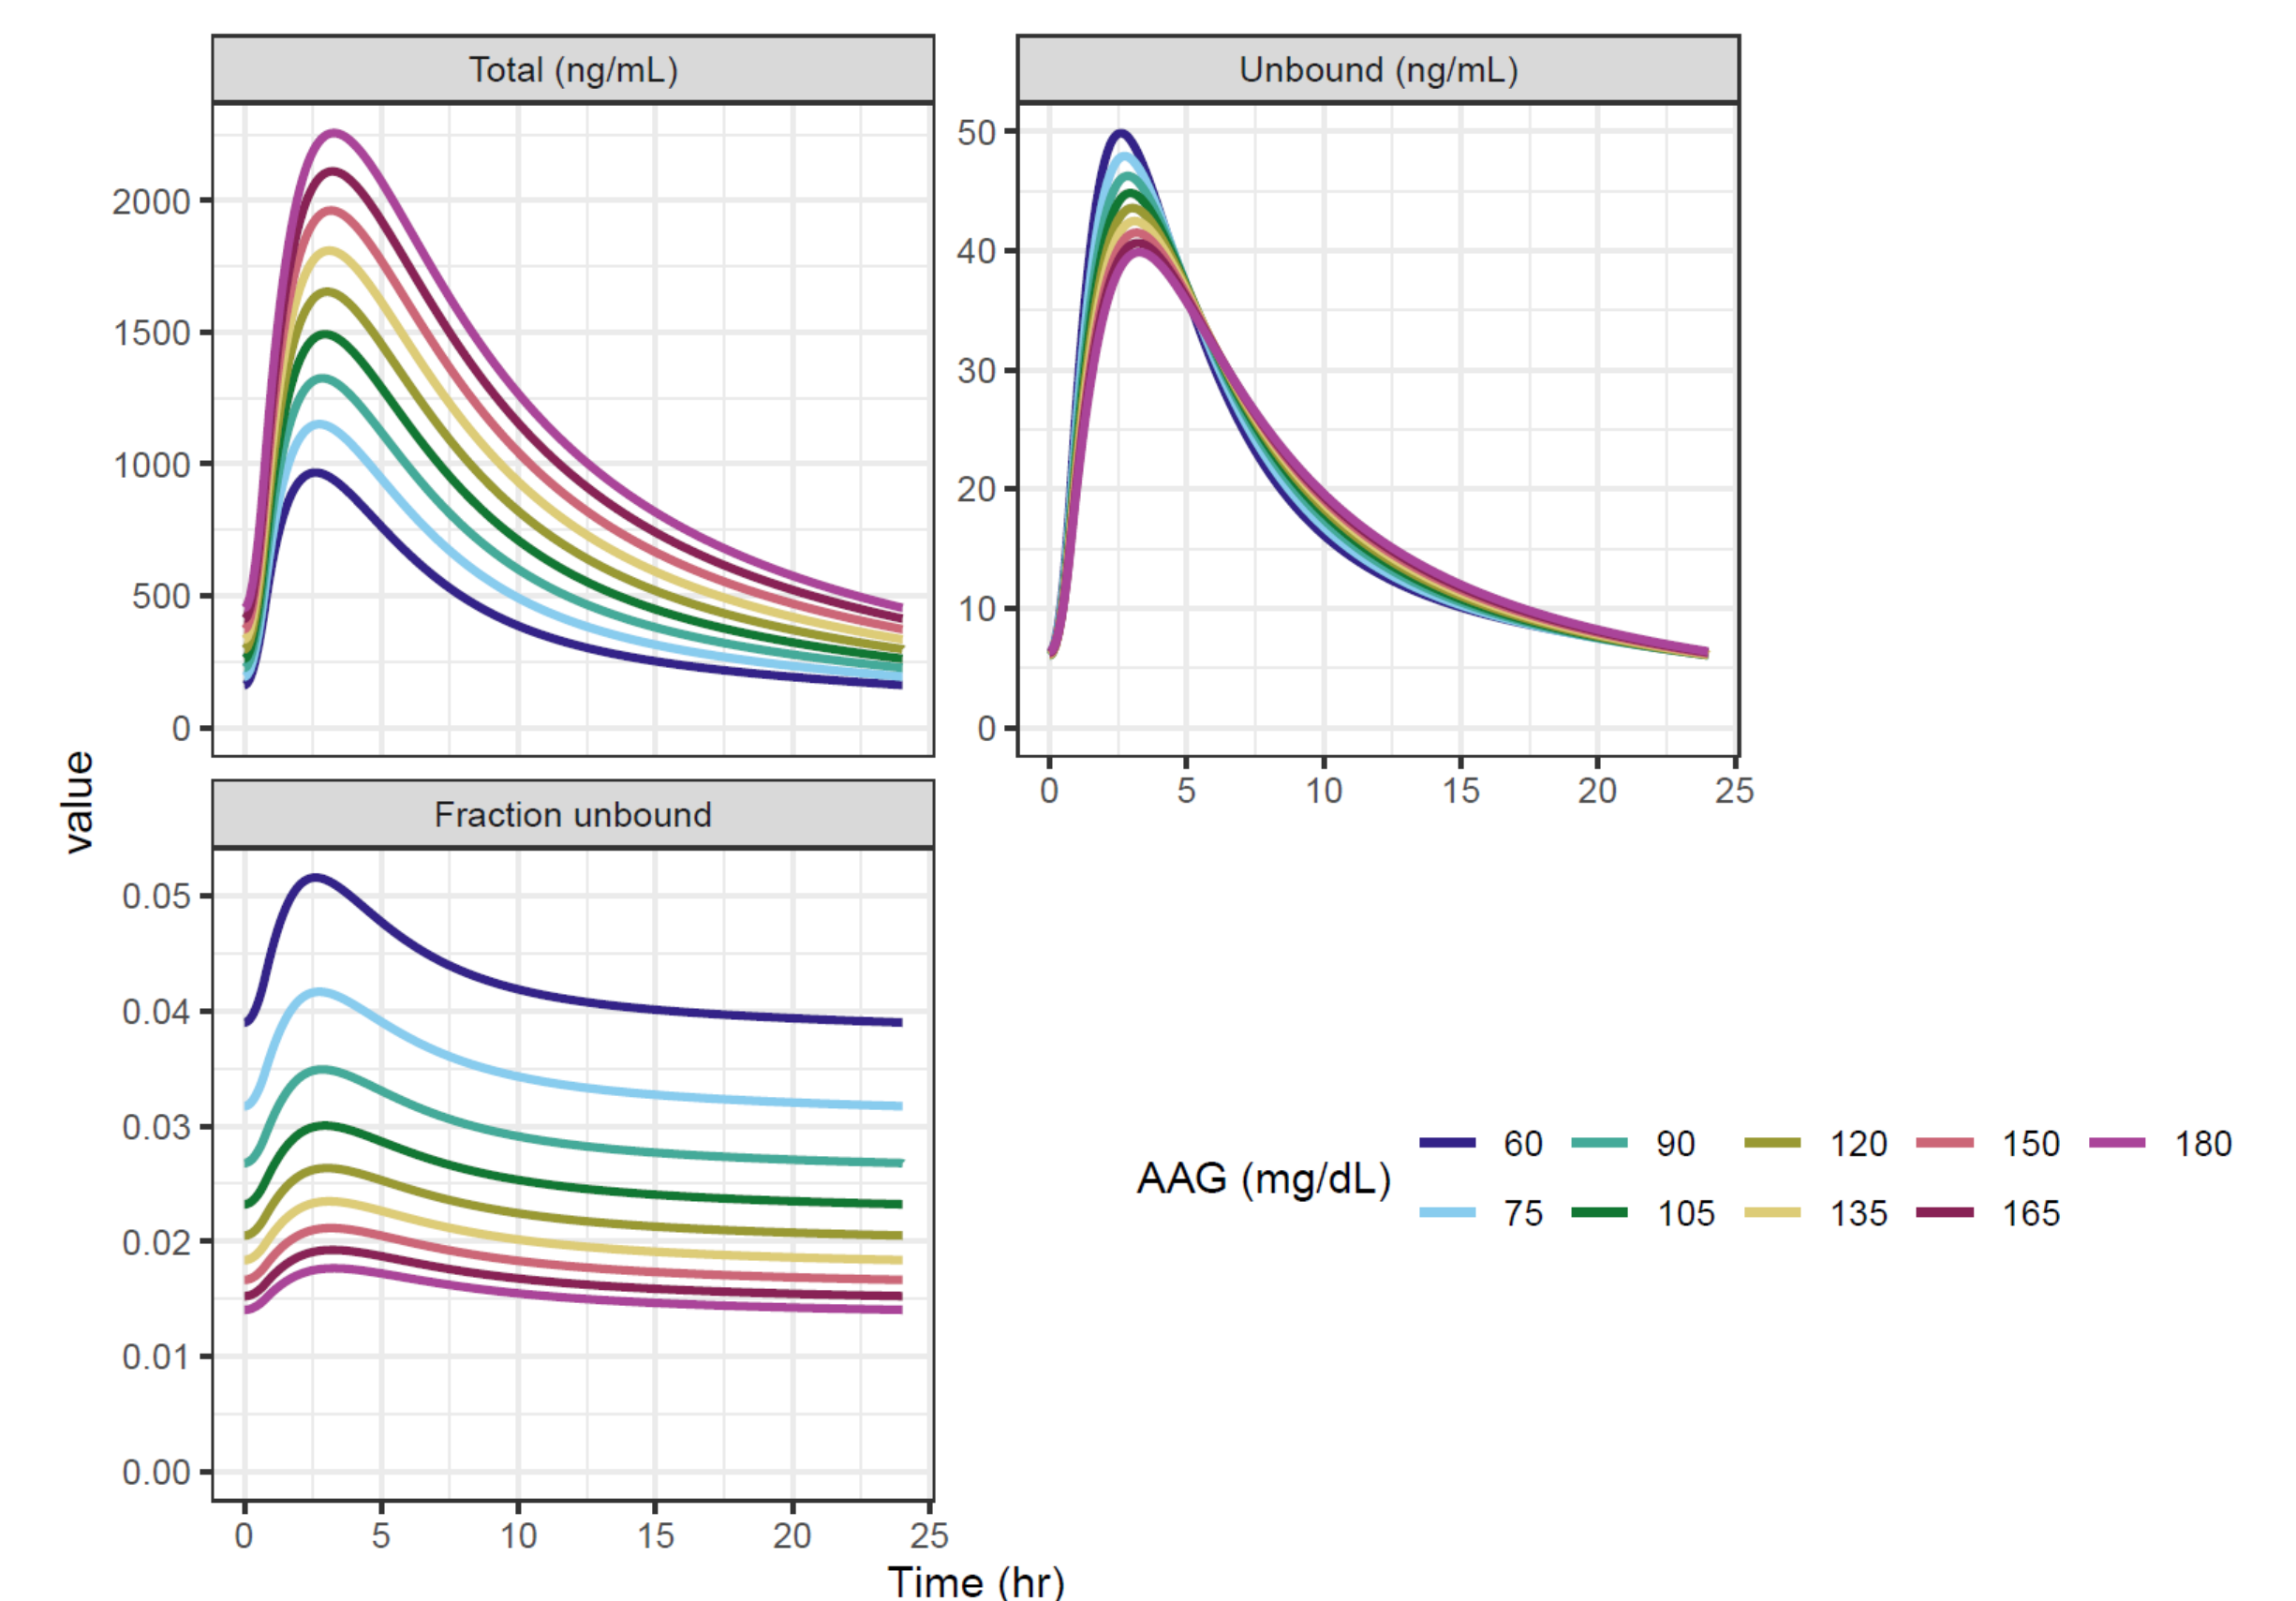 Total (ng/mL)
Unbound (ng/mL)
2000
1500
1000
500
0
50
40
30
20
10
0
0 5 10 15 20 25
value
Fraction unbound
0.05
0.04
0.03
0.02
0.01
0.00
0 5 10 15 20 25
Time (hr)
AAG (mg/dL)
60 90 120 150 180
75 105 135 165